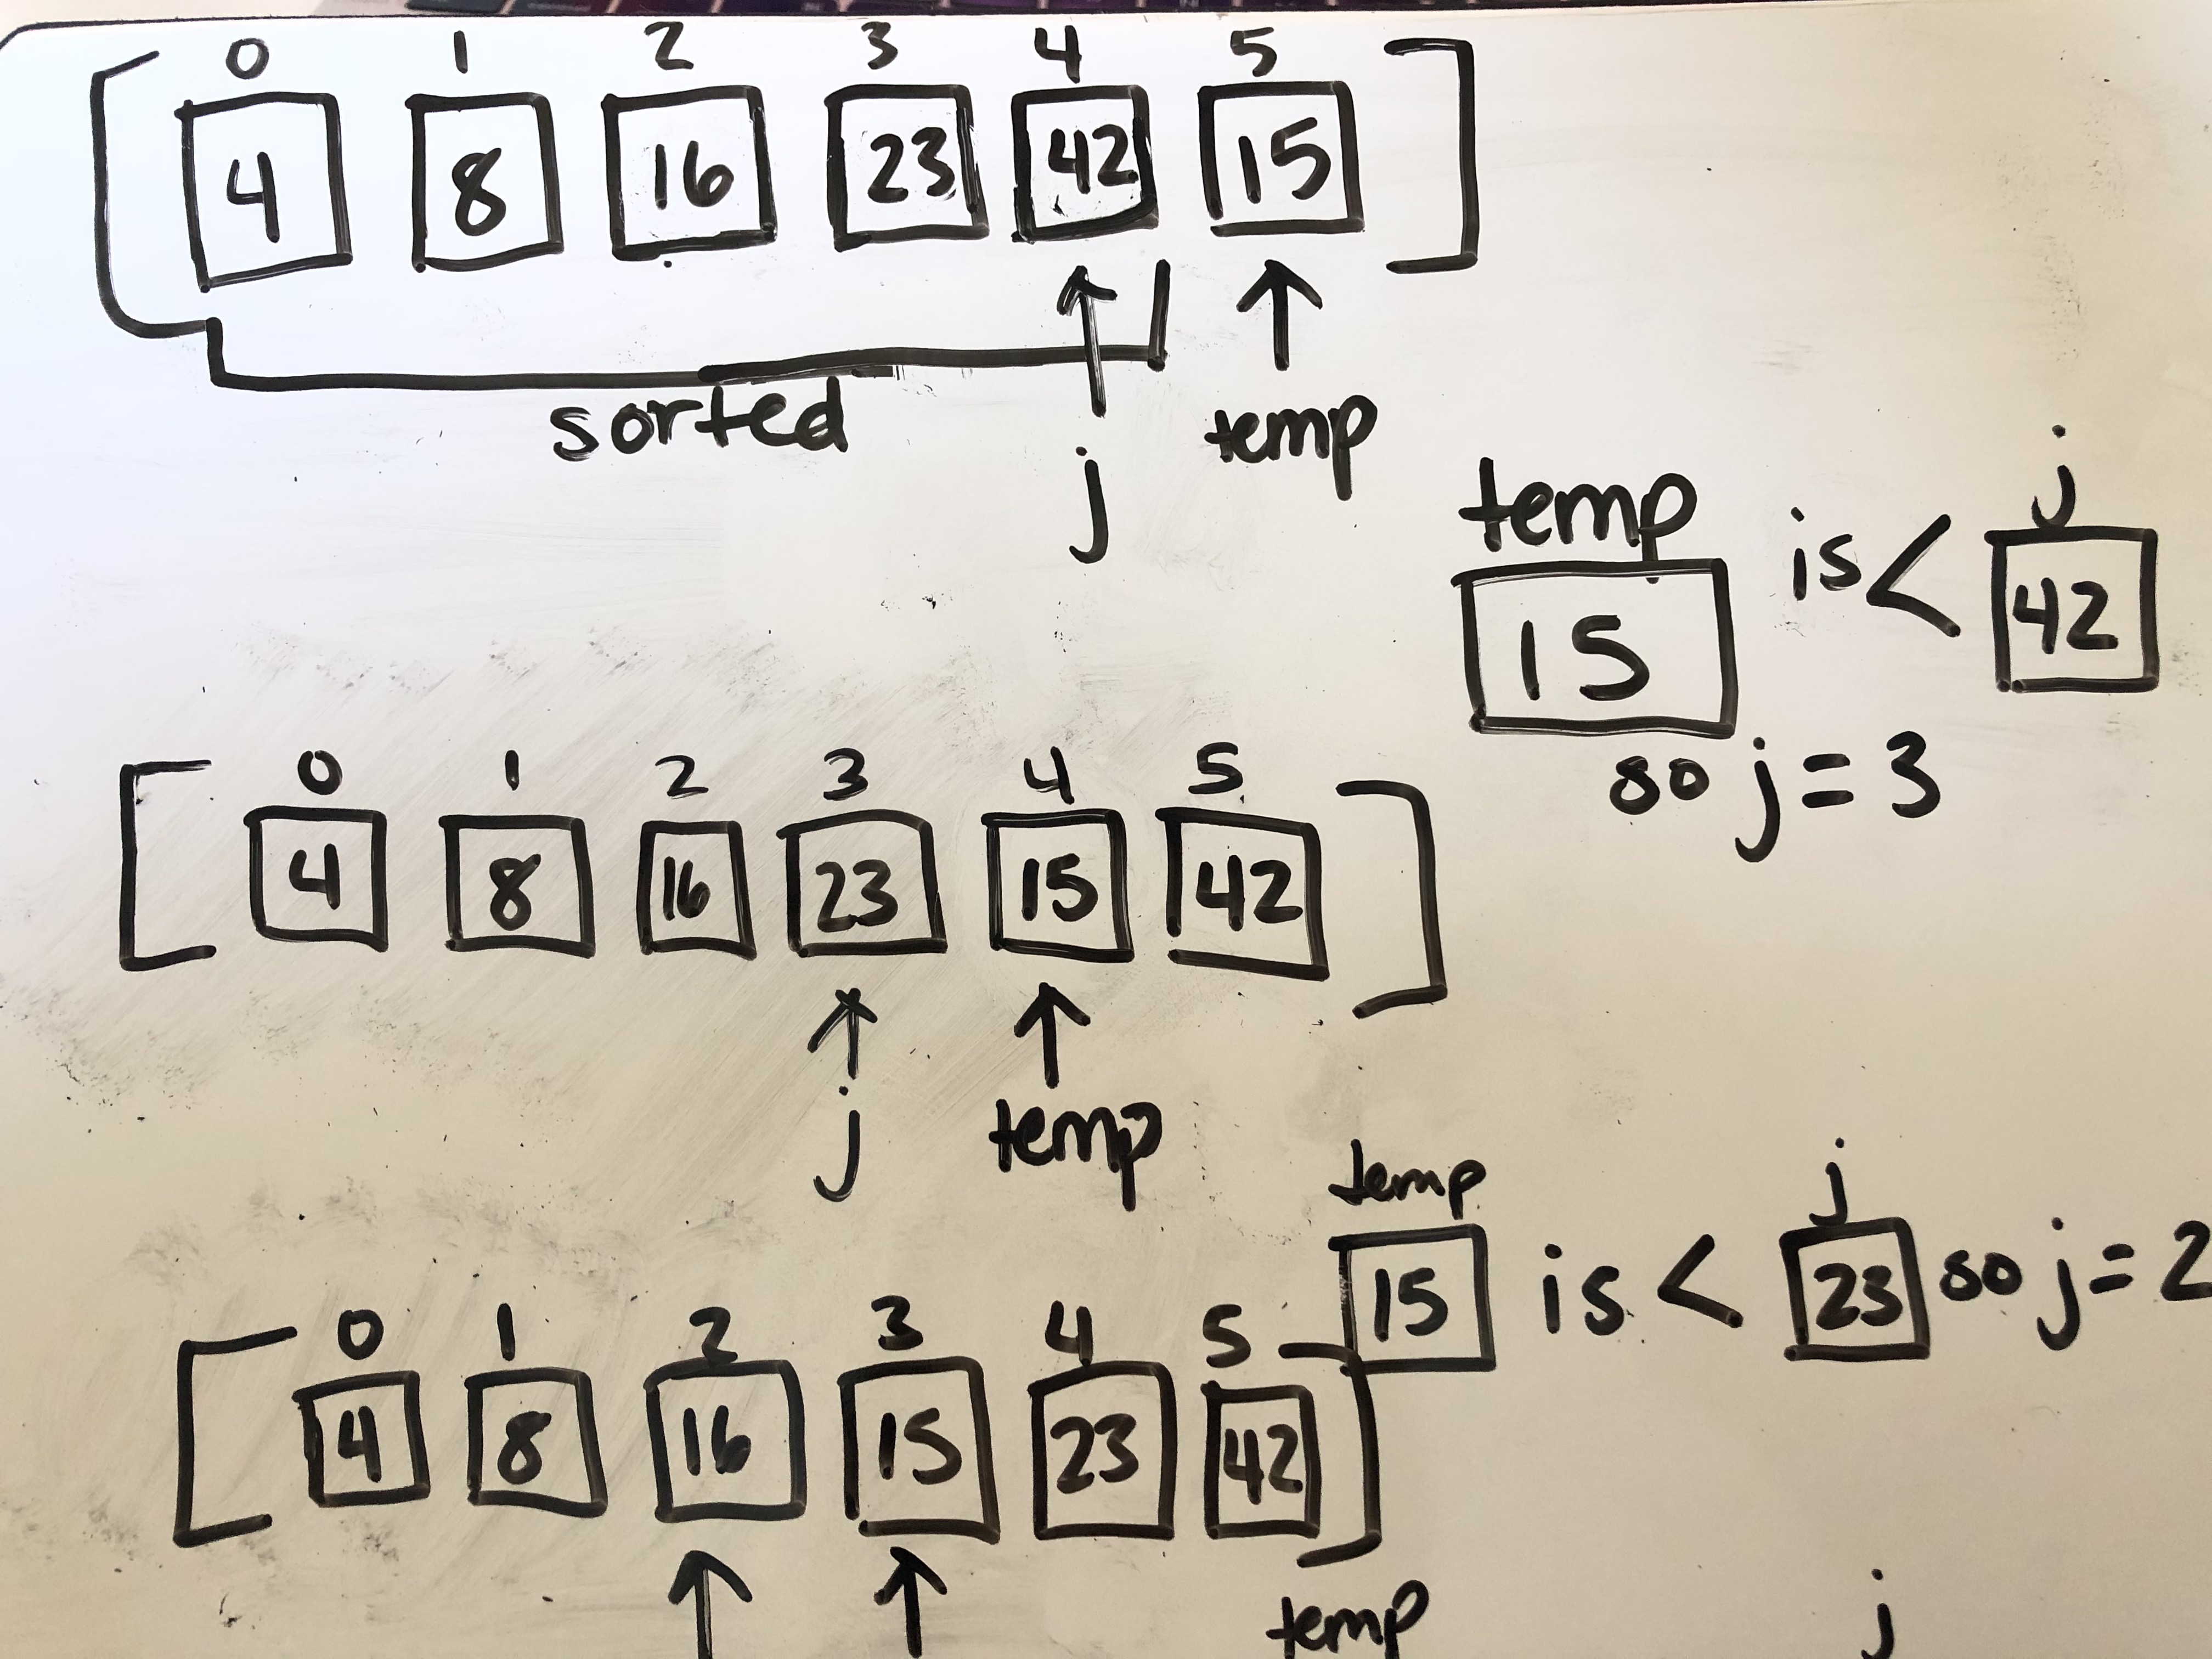 0 1 2 3 4 5
[ 4 8 16 23 42 15 ]
sorted
j
temp
temp
j
15 is < 42
so j = 3
0 1 2 3 4 5
[ 4 8 16 23 15 42 ]
j
temp
temp
j
15 is < 23 so j = 2
0 1 2 3 4 5
[ 4 8 16 15 23 42 ]
temp
j